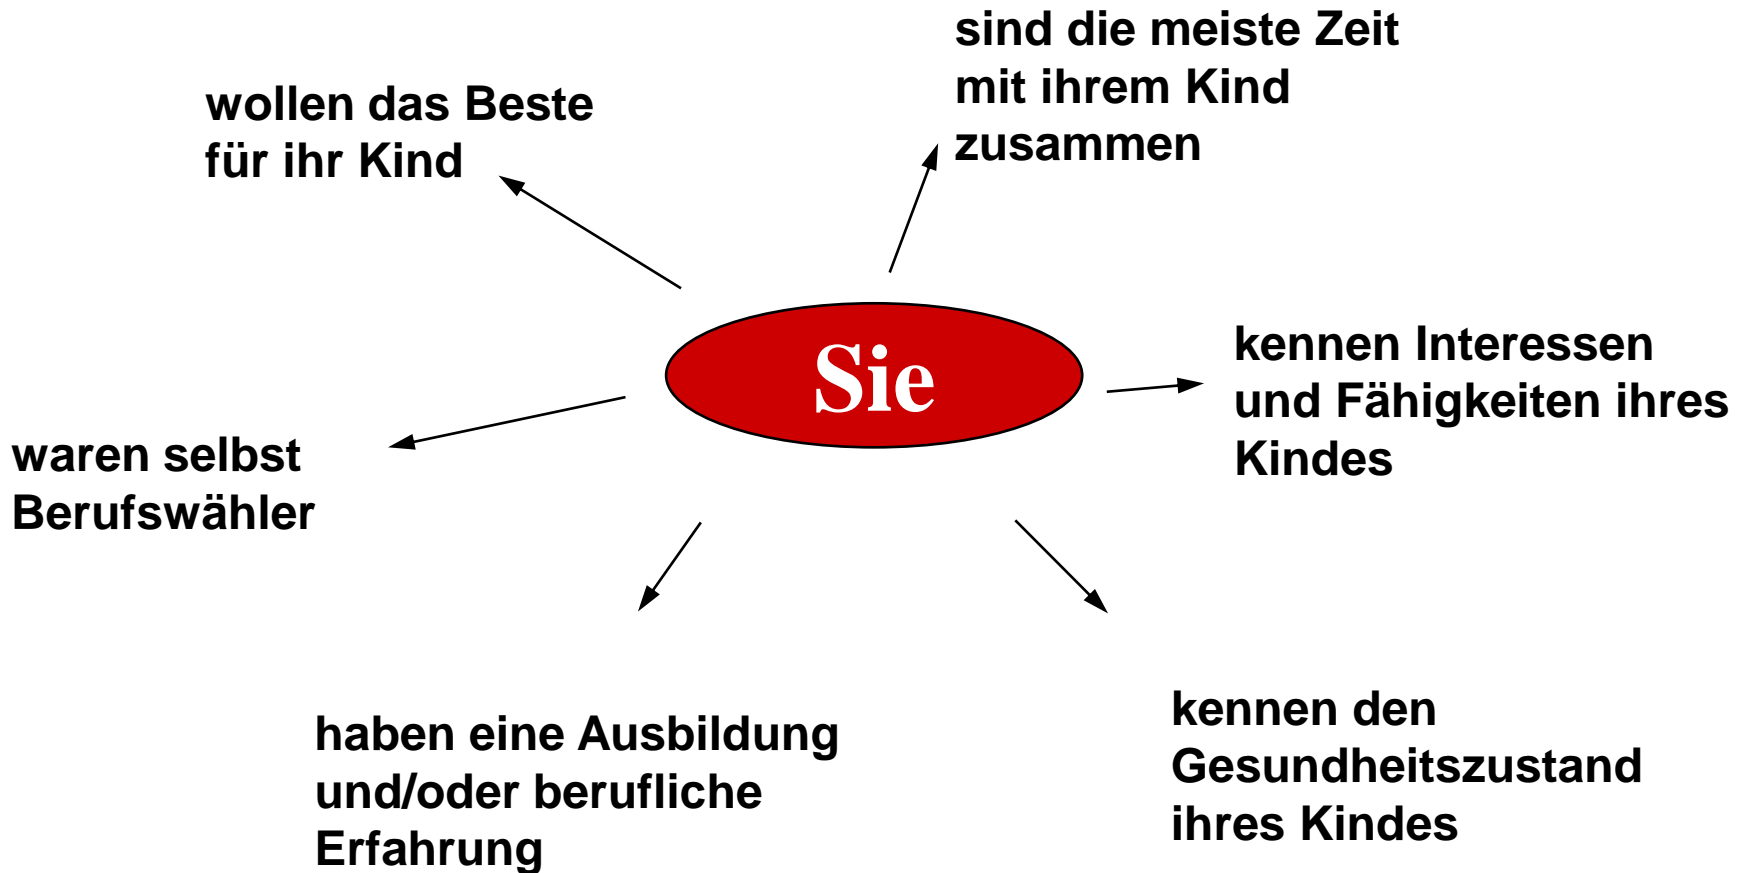 sind die meiste Zeit
mit ihrem Kind
zusammen
wollen das Beste
für ihr Kind
Sie
kennen Interessen
und Fähigkeiten ihres
Kindes
waren selbst
Berufswähler
kennen den
Gesundheitszustand
ihres Kindes
haben eine Ausbildung
und/oder berufliche
Erfahrung